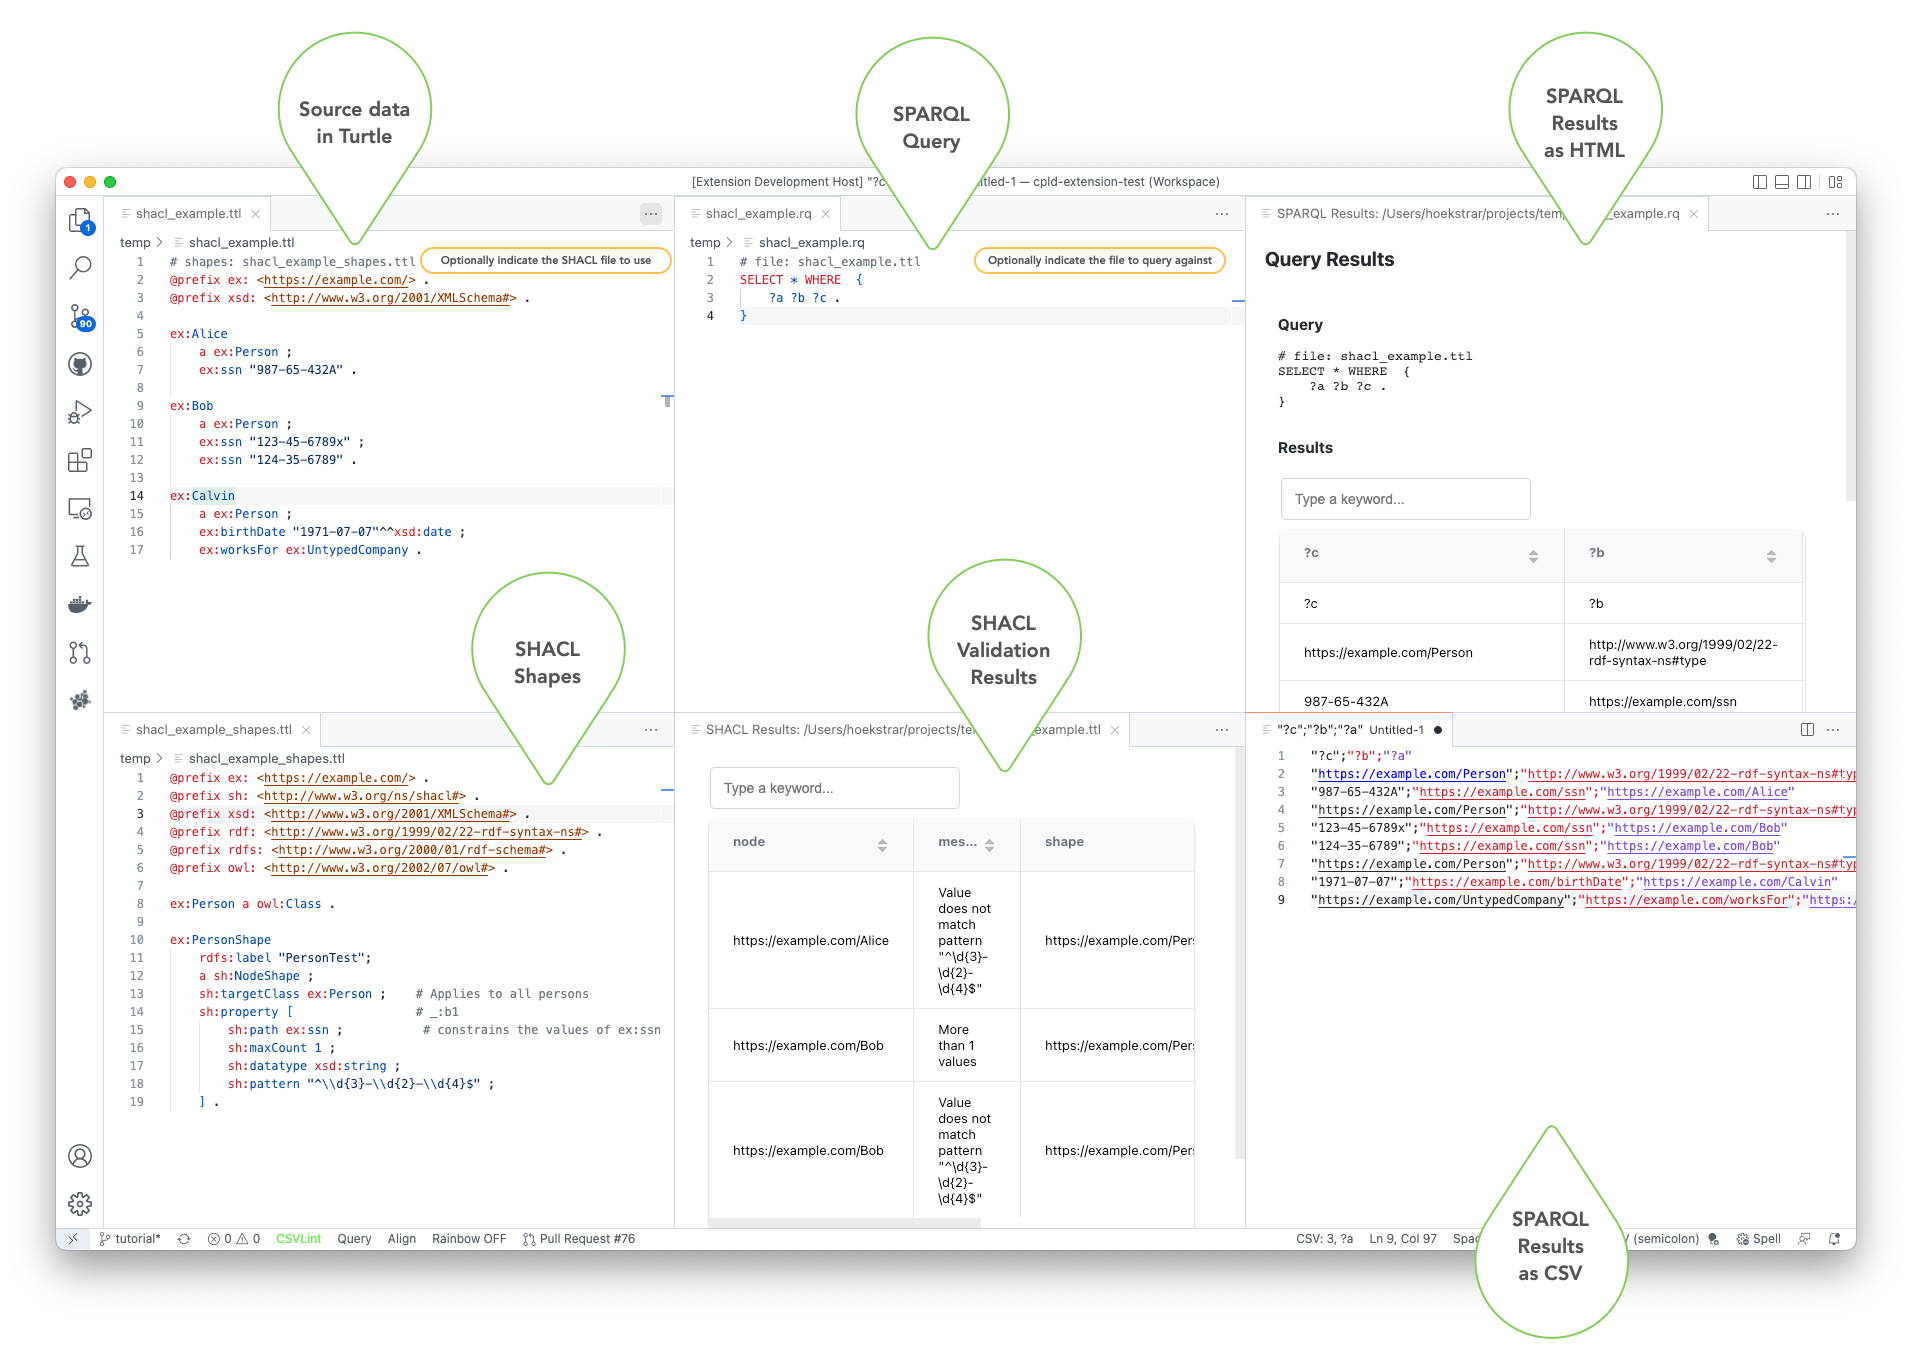 Source data
in Turtle
SPARQL
Query
SPARQL
Results
as HTML
[Extension Development Host] "?c
titled-1 — cpld-extension-test (Workspace)
shacl_example.ttl
temp > shacl_example.ttl
Optionally indicate the SHACL file to use
1 # shapes: shacl_example_shapes.ttl
2 @prefix ex: <https://example.com/> .
3 @prefix xsd: <http://www.w3.org/2001/XMLSchema#> .
4
5 ex:Alice
6 a ex:Person ;
7 ex:ssn "987-65-432A" .
8
9 ex:Bob
10 a ex:Person ;
11 ex:ssn "123-45-6789x" ;
12 ex:ssn "124-35-6789" .
13
14 ex:Calvin
15 a ex:Person ;
16 ex:birthDate "1971-07-07"^^xsd:date ;
17 ex:worksFor ex:UntypedCompany .
1
90
shacl_example.rq
temp > shacl_example.rq
Optionally indicate the file to query against
1 # file: shacl_example.ttl
2 SELECT * WHERE {
3 ?a ?b ?c .
4 }
SPARQL Results: /Users/hoekstrar/projects/tem
_example.rq
Query Results
Query
# file: shacl_example.ttl
SELECT * WHERE {
?a ?b ?c .
}
Results
Type a keyword...
?c ?b
?c ?b
https://example.com/Person http://www.w3.org/1999/02/22-
rdf-syntax-ns#type
987-65-432A https://example.com/ssn
SHACL
Shapes
shacl_example_shapes.ttl
temp > shacl_example_shapes.ttl
1 @prefix ex: <https://example.com/> .
2 @prefix sh: <http://www.w3.org/ns/shacl#> .
3 @prefix xsd: <http://www.w3.org/2001/XMLSchema#> .
4 @prefix rdf: <http://www.w3.org/1999/02/22-rdf-syntax-ns#> .
5 @prefix rdfs: <http://www.w3.org/2000/01/rdf-schema#> .
6 @prefix owl: <http://www.w3.org/2002/07/owl#> .
7
8 ex:Person a owl:Class .
9
10 ex:PersonShape
11 rdfs:label "PersonTest";
12 a sh:NodeShape ;
13 sh:targetClass ex:Person ; # Applies to all persons
14 sh:property [ # _:b1
15 sh:path ex:ssn ; # constrains the values of ex:ssn
16 sh:maxCount 1 ;
17 sh:datatype xsd:string ;
18 sh:pattern "^\\d{3}-\\d{2}-\\d{4}$" ;
19 ] .
SHACL
Validation
Results
SHACL Results: /Users/hoekstrar/projects/te
_example.ttl
Type a keyword...
node mes... shape
https://example.com/Alice
Value
does not
match
pattern
"^\d{3}-
\d{2}-
\d{4}$"
https://example.com/Per
https://example.com/Bob
More
than 1
values
https://example.com/Per
https://example.com/Bob
Value
does not
match
pattern
"^\d{3}-
\d{2}-
\d{4}$"
https://example.com/Per
"?c";"?b";"?a" Untitled-1
1 "?c";"?b";"?a"
2 "https://example.com/Person";"http://www.w3.org/1999/02/22-rdf-syntax-ns#typ
3 "987-65-432A";"https://example.com/ssn";"https://example.com/Alice"
4 "https://example.com/Person";"http://www.w3.org/1999/02/22-rdf-syntax-ns#typ
5 "123-45-6789x";"https://example.com/ssn";"https://example.com/Bob"
6 "124-35-6789";"https://example.com/ssn";"https://example.com/Bob"
7 "https://example.com/Person";"http://www.w3.org/1999/02/22-rdf-syntax-ns#typ
8 "1971-07-07";"https://example.com/birthDate";"https://example.com/Calvin"
9 "https://example.com/UntypedCompany";"https://example.com/worksFor";"https:/
SPARQL
Results
as CSV
tutorial* 0 0 CSVLint Query Align Rainbow OFF Pull Request #76
CSV: 3, ?a Ln 9, Col 97 Spac
(semicolon) Spell